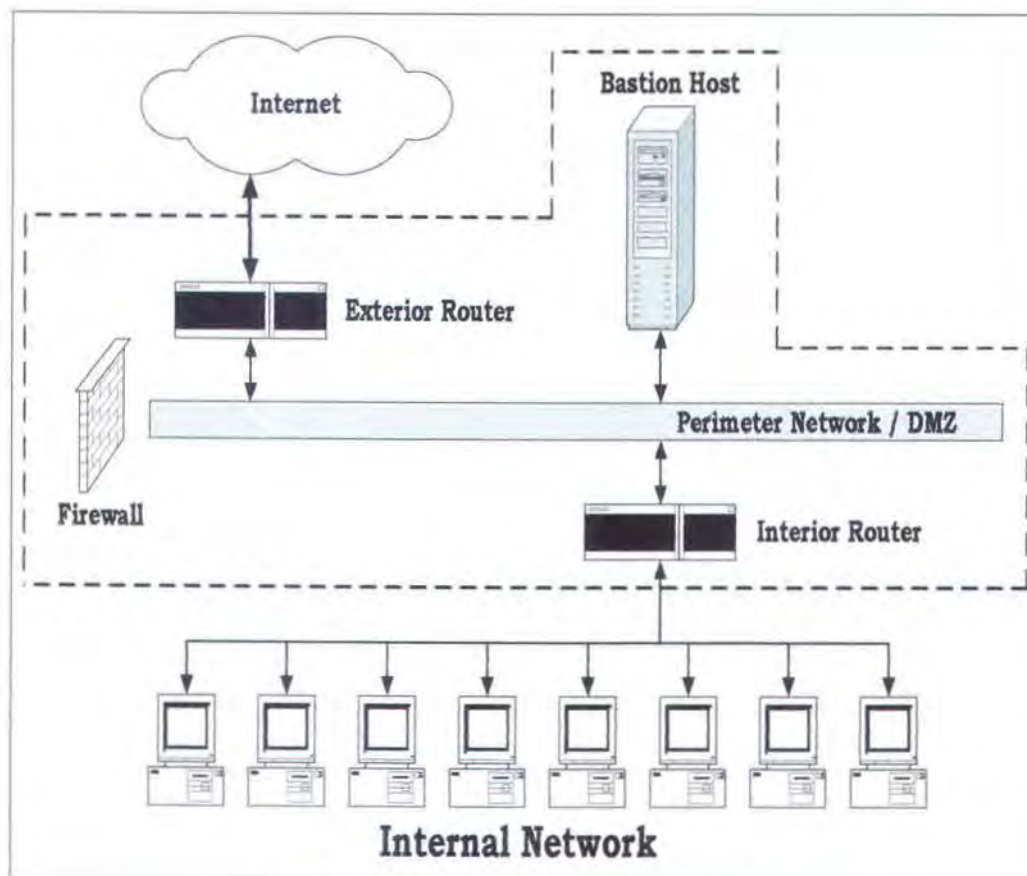 Internet
Bastion Host
Exterior Router
Perimeter Network / DMZ
Firewall
Interior Router
Internal Network